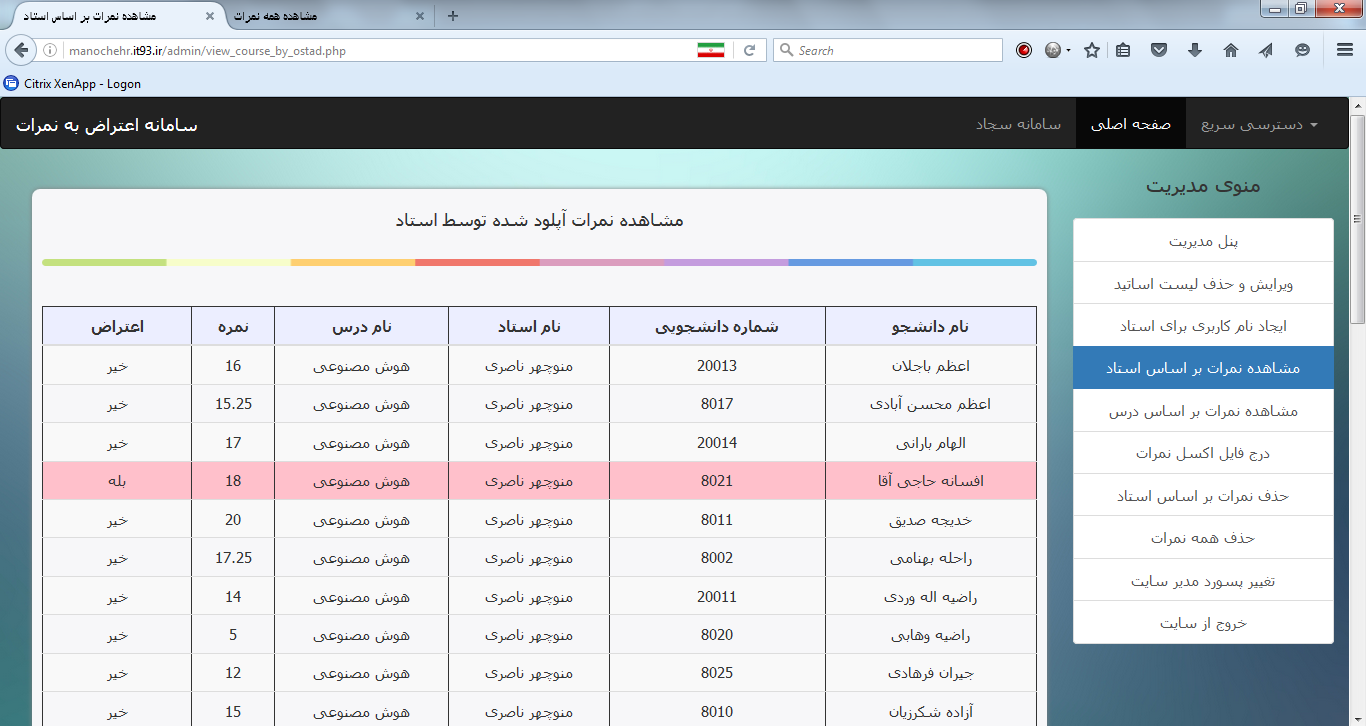 مشاهده نمرات بر اساس استاد
مشاهده همه نمرات
manochehr.it93.ir/admin/view_course_by_ostad.php
Search
Citrix XenApp - Logon
سامانه اعتراض به نمرات
سامانه سجاد
صفحه اصلی
دسترسی سریع
منوی مدیریت
پنل مدیریت
ویرایش و حذف لیست اساتید
ایجاد نام کاربری برای استاد
مشاهده نمرات بر اساس استاد
مشاهده نمرات بر اساس درس
درج فایل اکسل نمرات
حذف نمرات بر اساس استاد
حذف همه نمرات
تغییر پسورد مدیر سایت
خروج از سایت
مشاهده نمرات آپلود شده توسط استاد
نام دانشجو شماره دانشجویی نام استاد نام درس نمره اعتراض
اعظم باجلان 20013 منوچهر ناصری هوش مصنوعی 16 خیر
اعظم محسن آبادی 8017 منوچهر ناصری هوش مصنوعی 15.25 خیر
الهام بارانی 20014 منوچهر ناصری هوش مصنوعی 17 خیر
افسانه حاجی آقا 8021 منوچهر ناصری هوش مصنوعی 18 بله
خدیجه صدیق 8011 منوچهر ناصری هوش مصنوعی 20 خیر
راحله بهنامی 8002 منوچهر ناصری هوش مصنوعی 17.25 خیر
راضیه اله وردی 20011 منوچهر ناصری هوش مصنوعی 14 خیر
راضیه وهابی 8020 منوچهر ناصری هوش مصنوعی 5 خیر
جیران فرهادی 8025 منوچهر ناصری هوش مصنوعی 12 خیر
آزاده شکرزیان 8010 منوچهر ناصری هوش مصنوعی 15 خیر